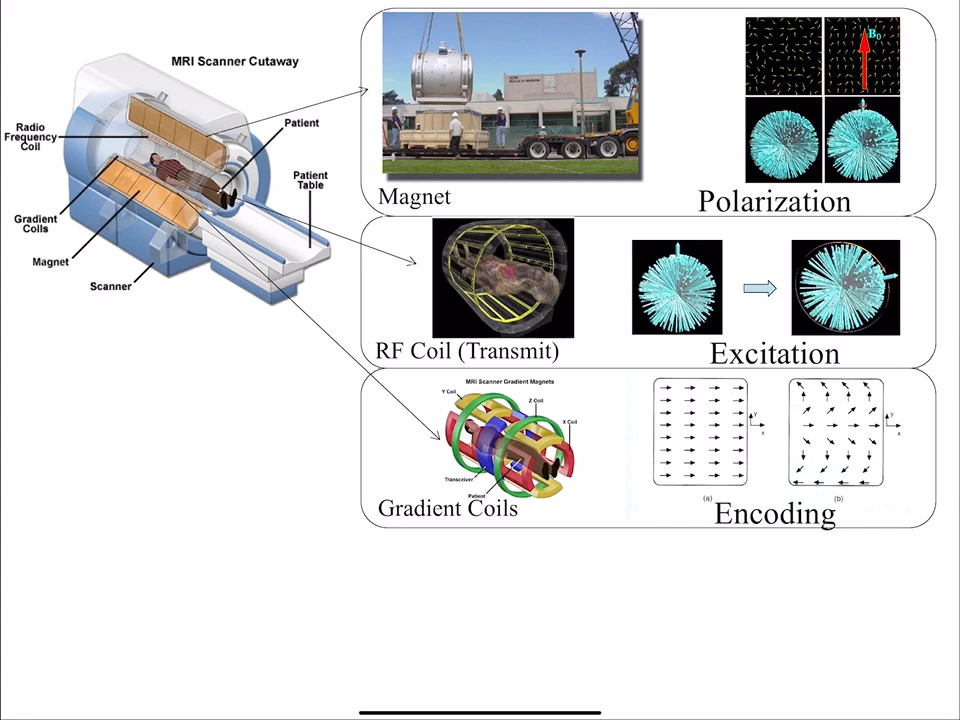 MRI Scanner Cutaway
Radio
Frequency
Coil
Patient
Patient
Table
Gradient
Coils
Magnet
Scanner
B0
Magnet
Polarization
RF Coil (Transmit)
Excitation
MRI Scanner Gradient Magnets
Y Coil
Z Coil
X Coil
Transceiver
Patient
Gradient Coils
y
x
y
x
(a)
(b)
Encoding